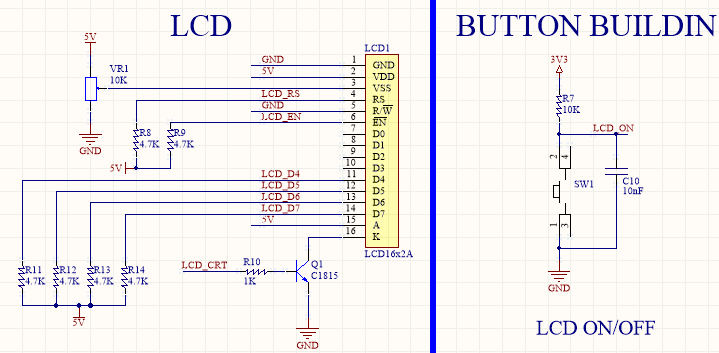 LCD
BUTTON BUILDIN
5V
VR1
10K
GND
LCD1
GND 1 GND
5V 2 VDD
3 VSS
LCD_RS 4 RS
GND 5 R/W
LCD_EN 6 EN
7 D0
8 D1
9 D2
10 D3
LCD_D4 11 D4
LCD_D5 12 D5
LCD_D6 13 D6
LCD_D7 14 D7
5V 15 A
16 K
LCD16x2A
R8
4.7K
R9
4.7K
5V
R11
4.7K
R12
4.7K
R13
4.7K
R14
4.7K
5V
LCD_CRT
R10
1K
Q1
C1815
GND
3V3
R7
10K
LCD_ON
2 4
SW1
1 3
C10
10nF
GND
LCD ON/OFF